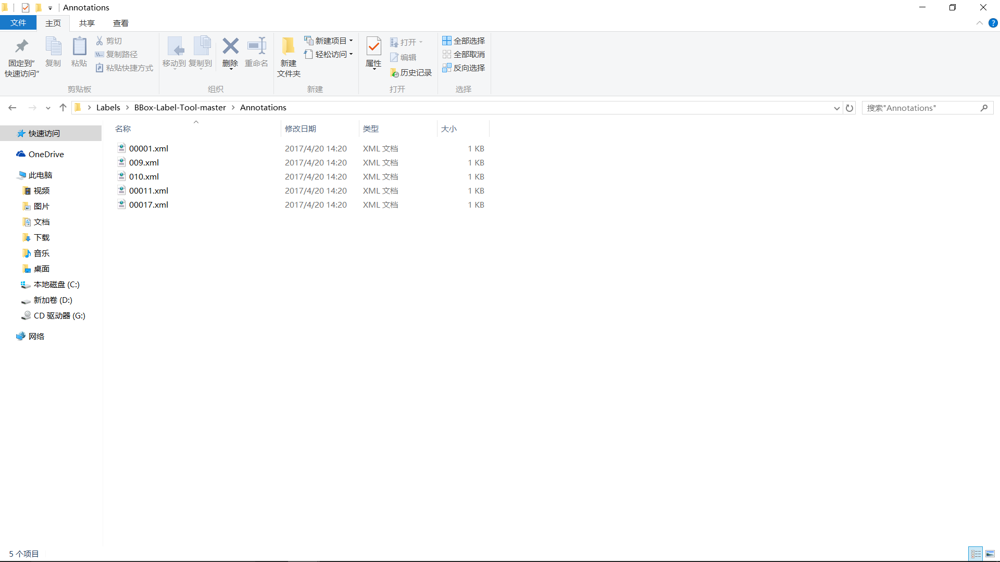 Annotations
文件 主页 共享 查看
固定到“快速访问” 复制 粘贴 剪切 复制路径 粘贴快捷方式
移动到 复制到 删除 重命名
新建文件夹 新建项目 轻松访问
属性 打开 编辑 历史记录
全部选择 全部取消 反向选择
剪贴板 组织 新建 打开 选择
Labels > BBox-Label-Tool-master > Annotations 搜索"Annotations"
快速访问
OneDrive
此电脑
视频
图片
文档
下载
音乐
桌面
本地磁盘 (C:)
新加卷 (D:)
CD 驱动器 (G:)
网络
名称 修改日期 类型 大小
00001.xml 2017/4/20 14:20 XML 文档 1 KB
009.xml 2017/4/20 14:20 XML 文档 1 KB
010.xml 2017/4/20 14:20 XML 文档 1 KB
00011.xml 2017/4/20 14:20 XML 文档 1 KB
00017.xml 2017/4/20 14:20 XML 文档 1 KB
5 个项目